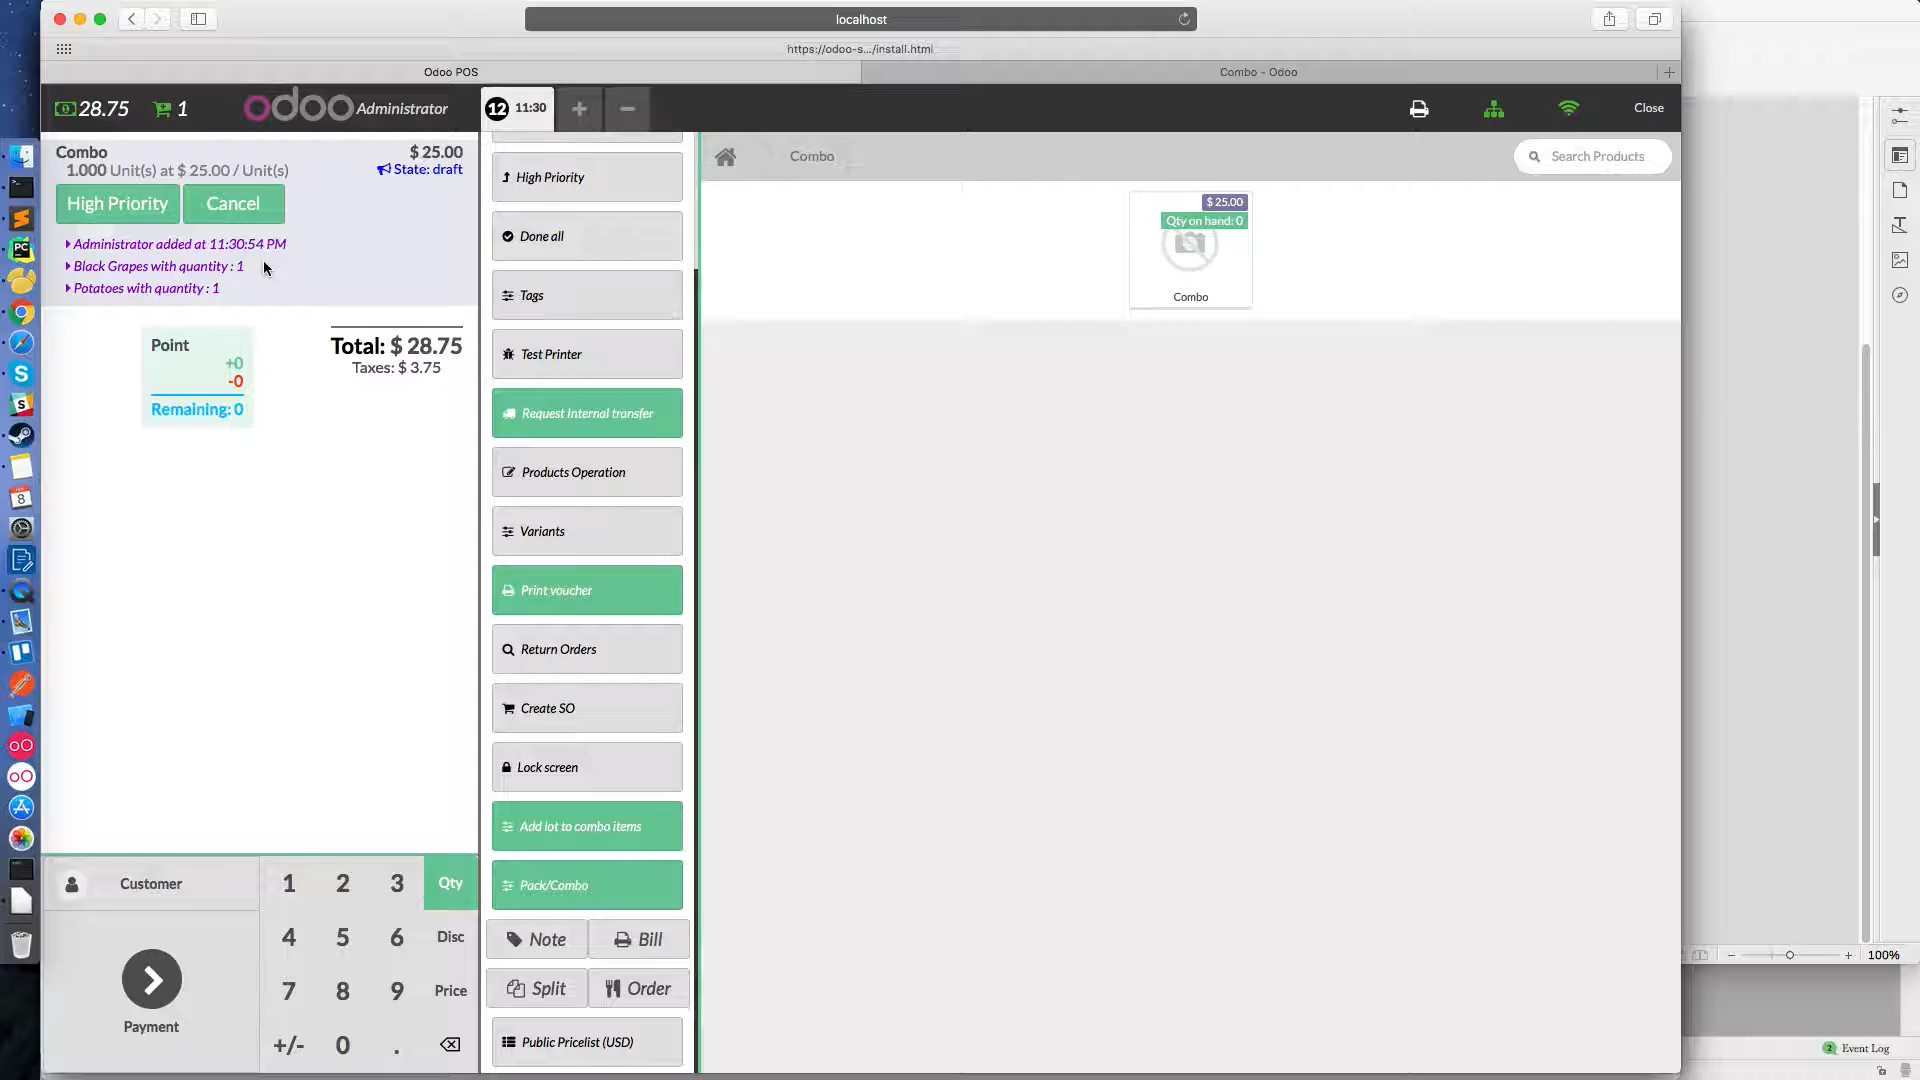 localhost
https://odoo-s.../install.html
Odoo POS
Combo - Odoo
28.75
1
odoo Administrator
12 11:30
Close
Combo $ 25.00
1.000 Unit(s) at $ 25.00 / Unit(s)
State: draft
High Priority
Cancel
Administrator added at 11:30:54 PM
Black Grapes with quantity : 1
Potatoes with quantity : 1
Point
+0
-0
Remaining: 0
Total: $ 28.75
Taxes: $ 3.75
Customer
Payment
1 2 3 Qty
4 5 6 Disc
7 8 9 Price
+/- 0 .
High Priority
Done all
Tags
Test Printer
Request Internal transfer
Products Operation
Variants
Print voucher
Return Orders
Create SO
Lock screen
Add lot to combo items
Pack/Combo
Note
Bill
Split
Order
Public Pricelist (USD)
Combo
Search Products
$ 25.00
Qty on hand: 0
Combo
100%
2 Event Log
PC
8